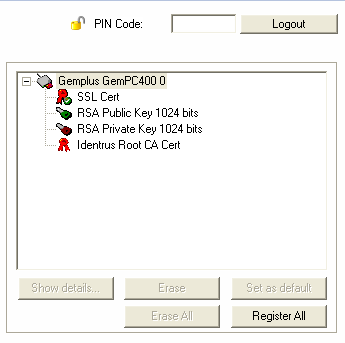 PIN Code: Logout
Gemplus GemPC400 0
SSL Cert
RSA Public Key 1024 bits
RSA Private Key 1024 bits
Identrus Root CA Cert
Show details... Erase Set as default
Erase All Register All